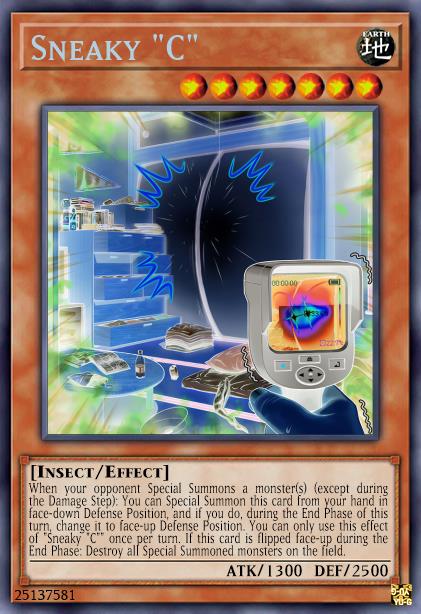 Sneaky "C"
EARTH
地
00:00:00
[Insect/Effect]
When your opponent Special Summons a monster(s) (except during
the Damage Step): You can Special Summon this card from your hand in
face-down Defense Position, and if you do, during the End Phase of this
turn, change it to face-up Defense Position. You can only use this effect
of "Sneaky "C"" once per turn. If this card is flipped face-up during the
End Phase: Destroy all Special Summoned monsters on the field.
ATK/1300 DEF/2500
25137581